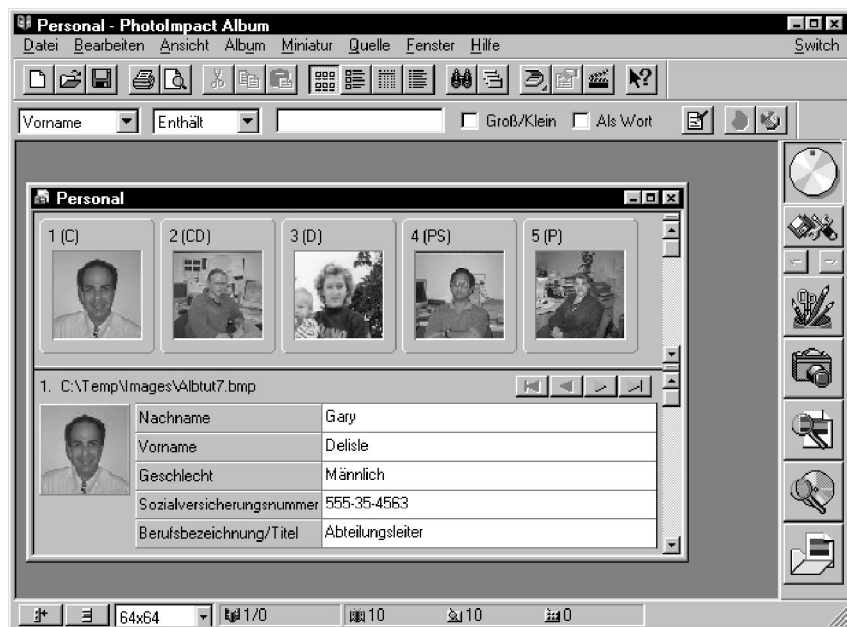 Personal - PhotoImpact Album
Datei Bearbeiten Ansicht Album Miniatur Quelle Fenster Hilfe Switch
Vorname Enthält Groß/Klein Als Wort
Personal
1 (C) 2 (CD) 3 (D) 4 (PS) 5 (P)
1. C:\Temp\Images\Albtut7.bmp
Nachname Gary
Vorname Delisle
Geschlecht Männlich
Sozialversicherungsnummer 555-35-4563
Berufsbezeichnung/Titel Abteilungsleiter
64x64 1/0 10 10 0